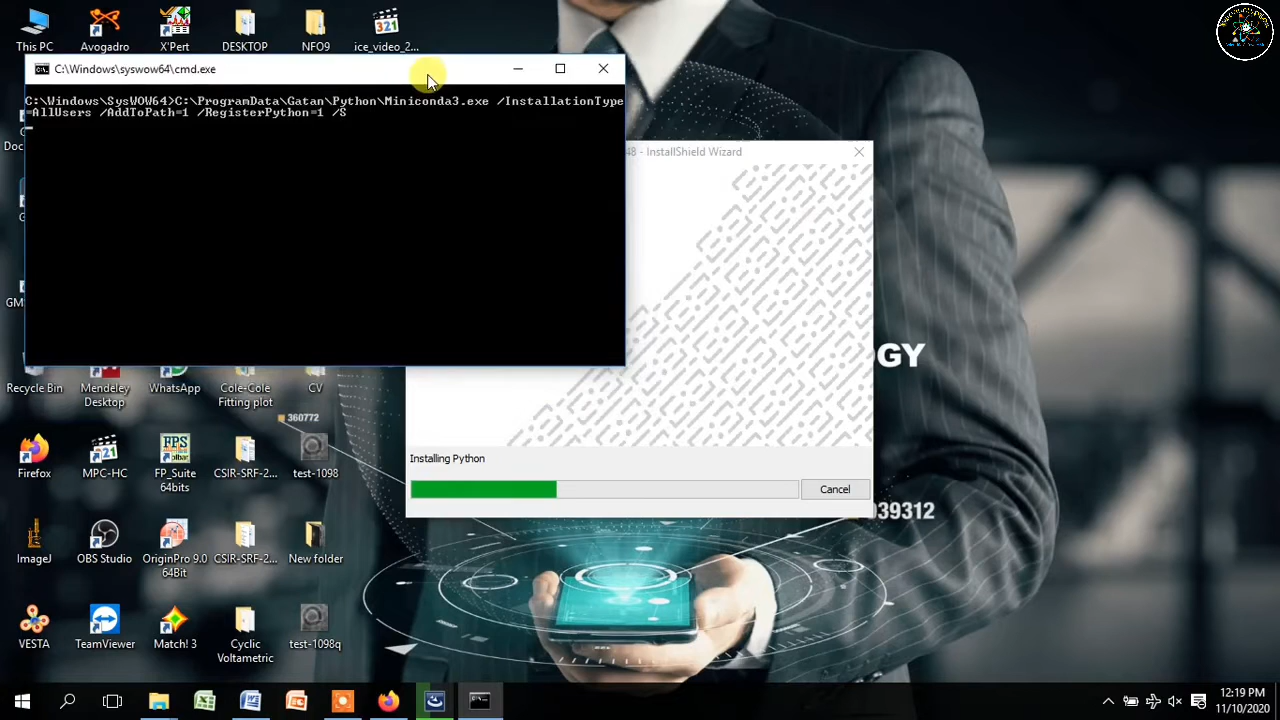 This PC
Avogadro
X'Pert
DESKTOP
NFO9
ice_video_2...
C:\Windows\syswow64\cmd.exe
C:\Windows\SysWOW64>C:\ProgramData\Gatan\Python\Miniconda3.exe /InstallationType
=AllUsers /AddToPath=1 /RegisterPython=1 /S
48 - InstallShield Wizard
Installing Python
Cancel
OGY
039312
360772
Recycle Bin
Mendeley
Desktop
WhatsApp
Cole-Cole
Fitting plot
CV
Firefox
MPC-HC
FP_Suite
64bits
CSIR-SRF-2...
test-1098
ImageJ
OBS Studio
OriginPro 9.0
64Bit
CSIR-SRF-2...
New folder
VESTA
TeamViewer
Match! 3
Cyclic
Voltametric
test-1098q
12:19 PM
11/10/2020